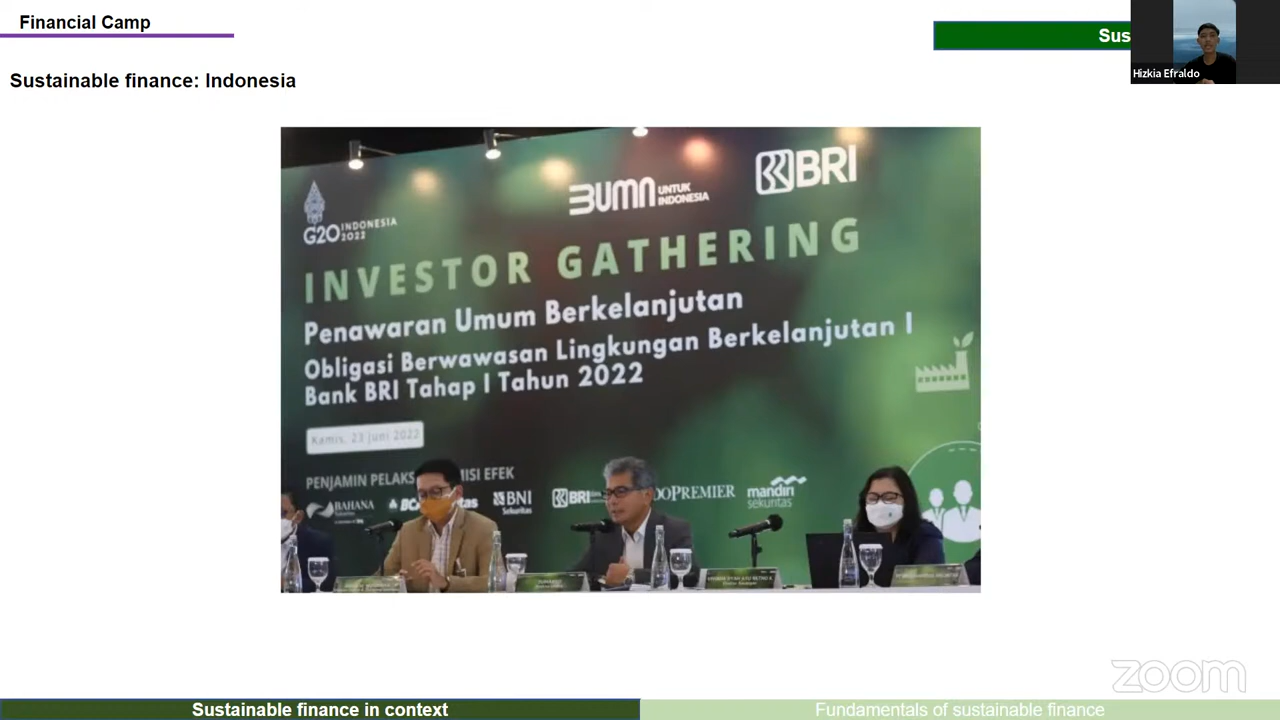 Financial Camp
Sus
Hizkia Efraldo
Sustainable finance: Indonesia
G20 INDONESIA 2022
BUMN UNTUK INDONESIA
BRI
INVESTOR GATHERING
Penawaran Umum Berkelanjutan
Obligasi Berwawasan Lingkungan Berkelanjutan I
Bank BRI Tahap I Tahun 2022
Kamis, 23 Juni 2022
PENJAMIN PELAKS MISI EFEK
BAHANA
BNI Sekuritas
BRI
DOPREMIER
mandiri sekuritas
zoom
Sustainable finance in context
Fundamentals of sustainable finance